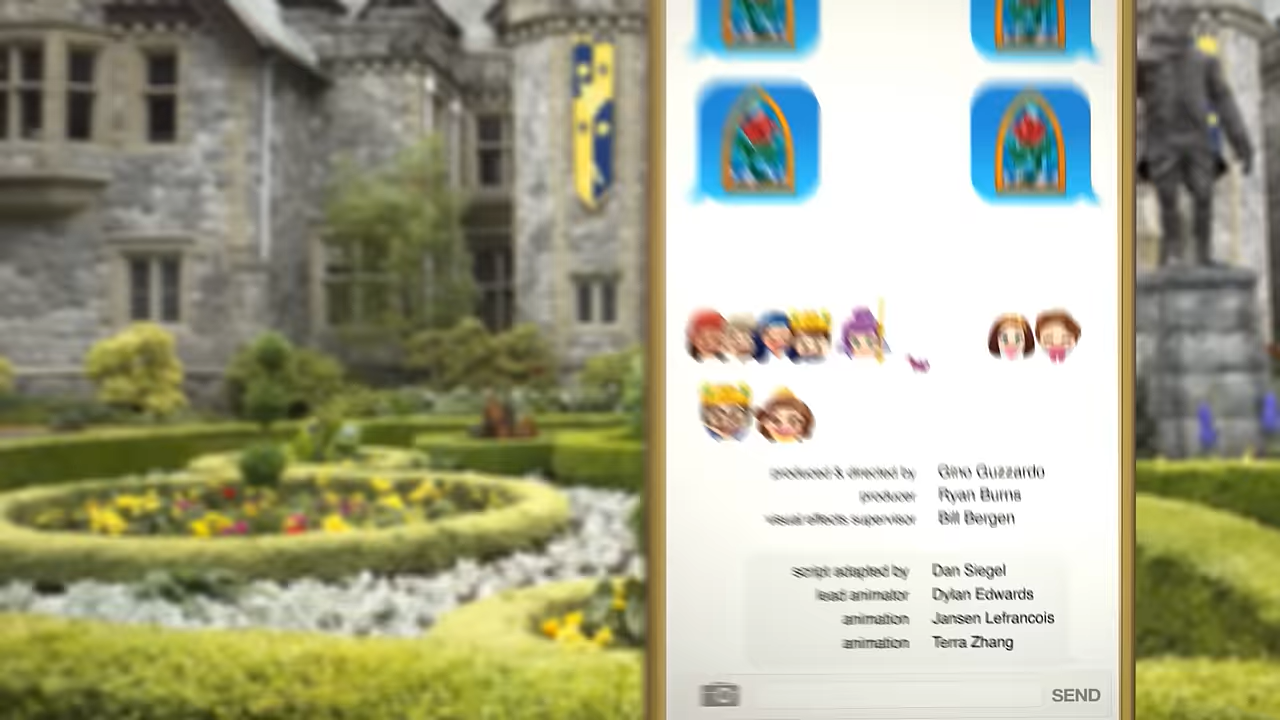 produced & directed by Gino Guzzardo
producer Ryan Burns
visual effects supervisor Bill Bergen
script adapted by Dan Siegel
lead animator Dylan Edwards
animation Jansen Lefrancois
animation Terra Zhang
SEND